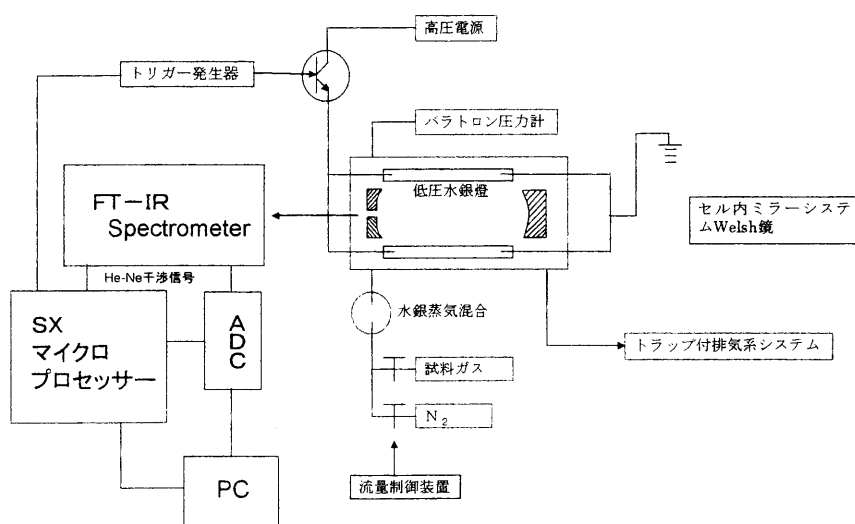 高圧電源
トリガー発生器
バラトロン圧力計
低圧水銀燈
FT－IR
Spectrometer
セル内ミラーシステ
ムWelsh鏡
He-Ne干渉信号
水銀蒸気混合
SX
マイクロ
プロセッサー
ADC
トラップ付排気系システム
試料ガス
N₂
流量制御装置
PC